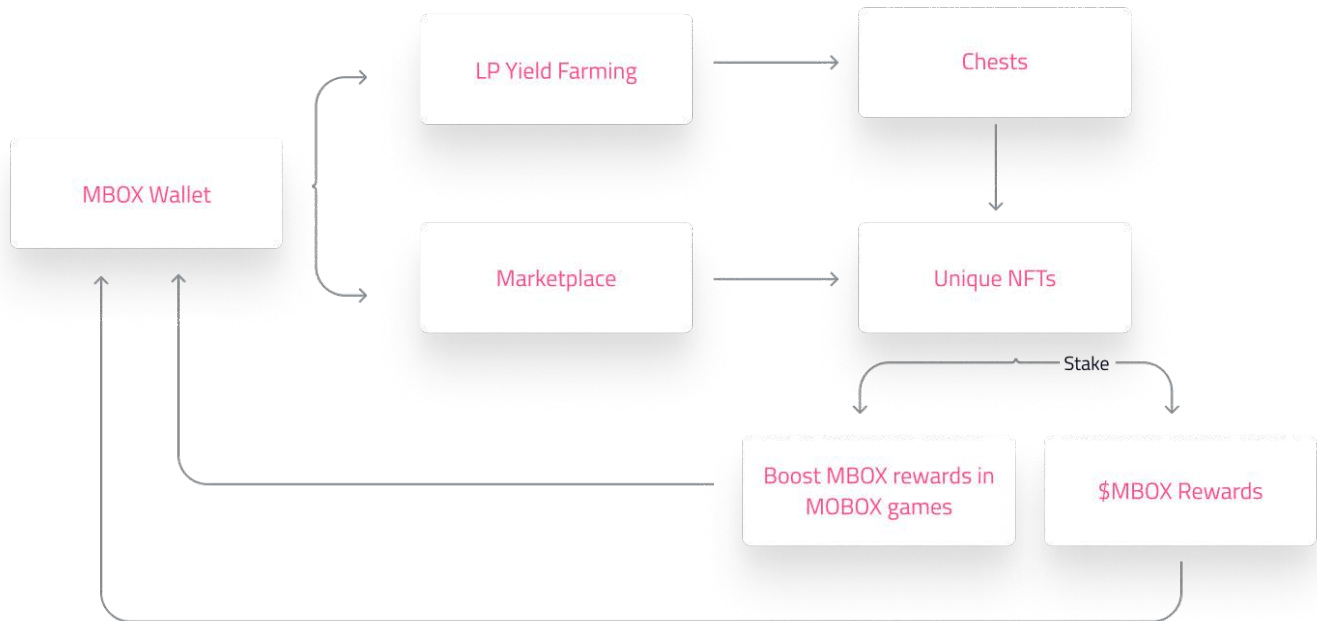 LP Yield Farming
Chests
MBOX Wallet
Marketplace
Unique NFTs
Stake
Boost MBOX rewards in
MOBOX games
$MBOX Rewards